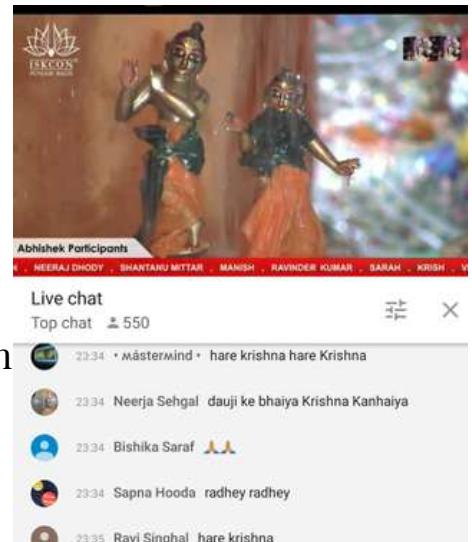 ISKCON
PUNJABI BAGH
Abhishek Participants
NEERAJ DHODY , SHANTANU MITTAR , MANISH , RAVINDER KUMAR , SARAH , KRISH , V
Live chat
Top chat 550
n
23:34 • мásterмind • hare krishna hare Krishna
23:34 Neerja Sehgal dauji ke bhaiya Krishna Kanhaiya
23:34 Bishika Saraf 🙏🙏
23:34 Sapna Hooda radhey radhey
23:35 Ravi Singhal hare krishna